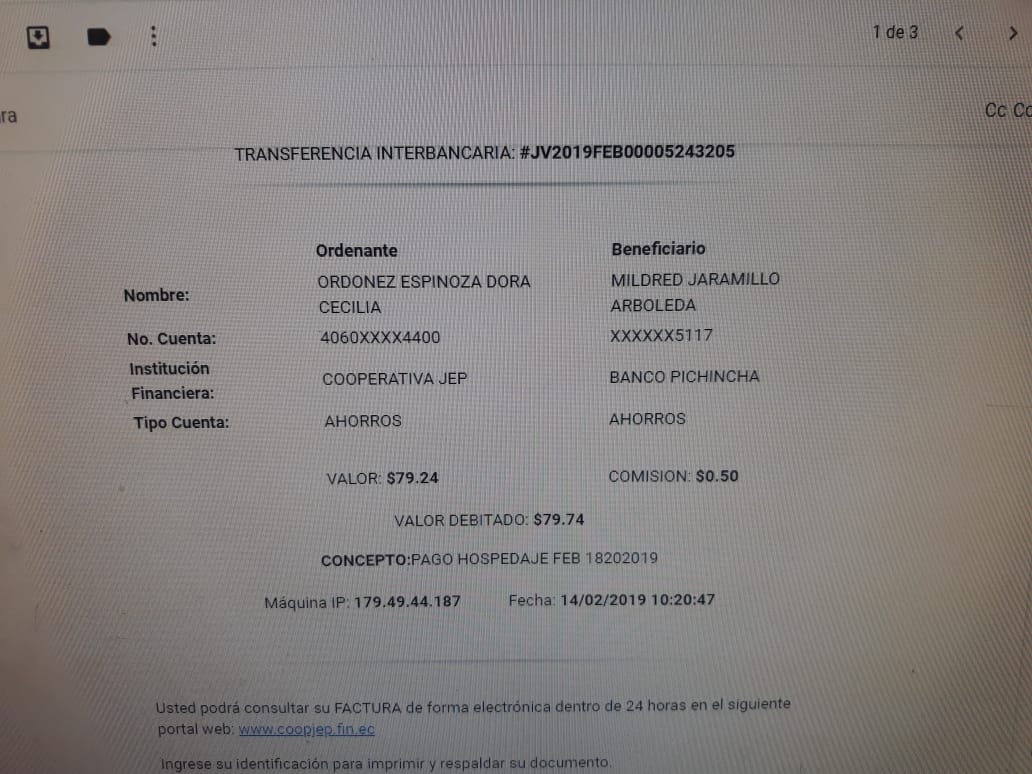 1 de 3
ra
Cc Co
TRANSFERENCIA INTERBANCARIA: #JV2019FEB00005243205
Ordenante Beneficiario
Nombre: ORDONEZ ESPINOZA DORA CECILIA MILDRED JARAMILLO ARBOLEDA
No. Cuenta: 4060XXXX4400 XXXXXX5117
Institución Financiera: COOPERATIVA JEP BANCO PICHINCHA
Tipo Cuenta: AHORROS AHORROS
VALOR: $79.24 COMISION: $0.50
VALOR DEBITADO: $79.74
CONCEPTO:PAGO HOSPEDAJE FEB 18202019
Máquina IP: 179.49.44.187 Fecha: 14/02/2019 10:20:47
Usted podrá consultar su FACTURA de forma electrónica dentro de 24 horas en el siguiente
portal web: www.coopjep.fin.ec
Ingrese su identificación para imprimir y respaldar su documento.